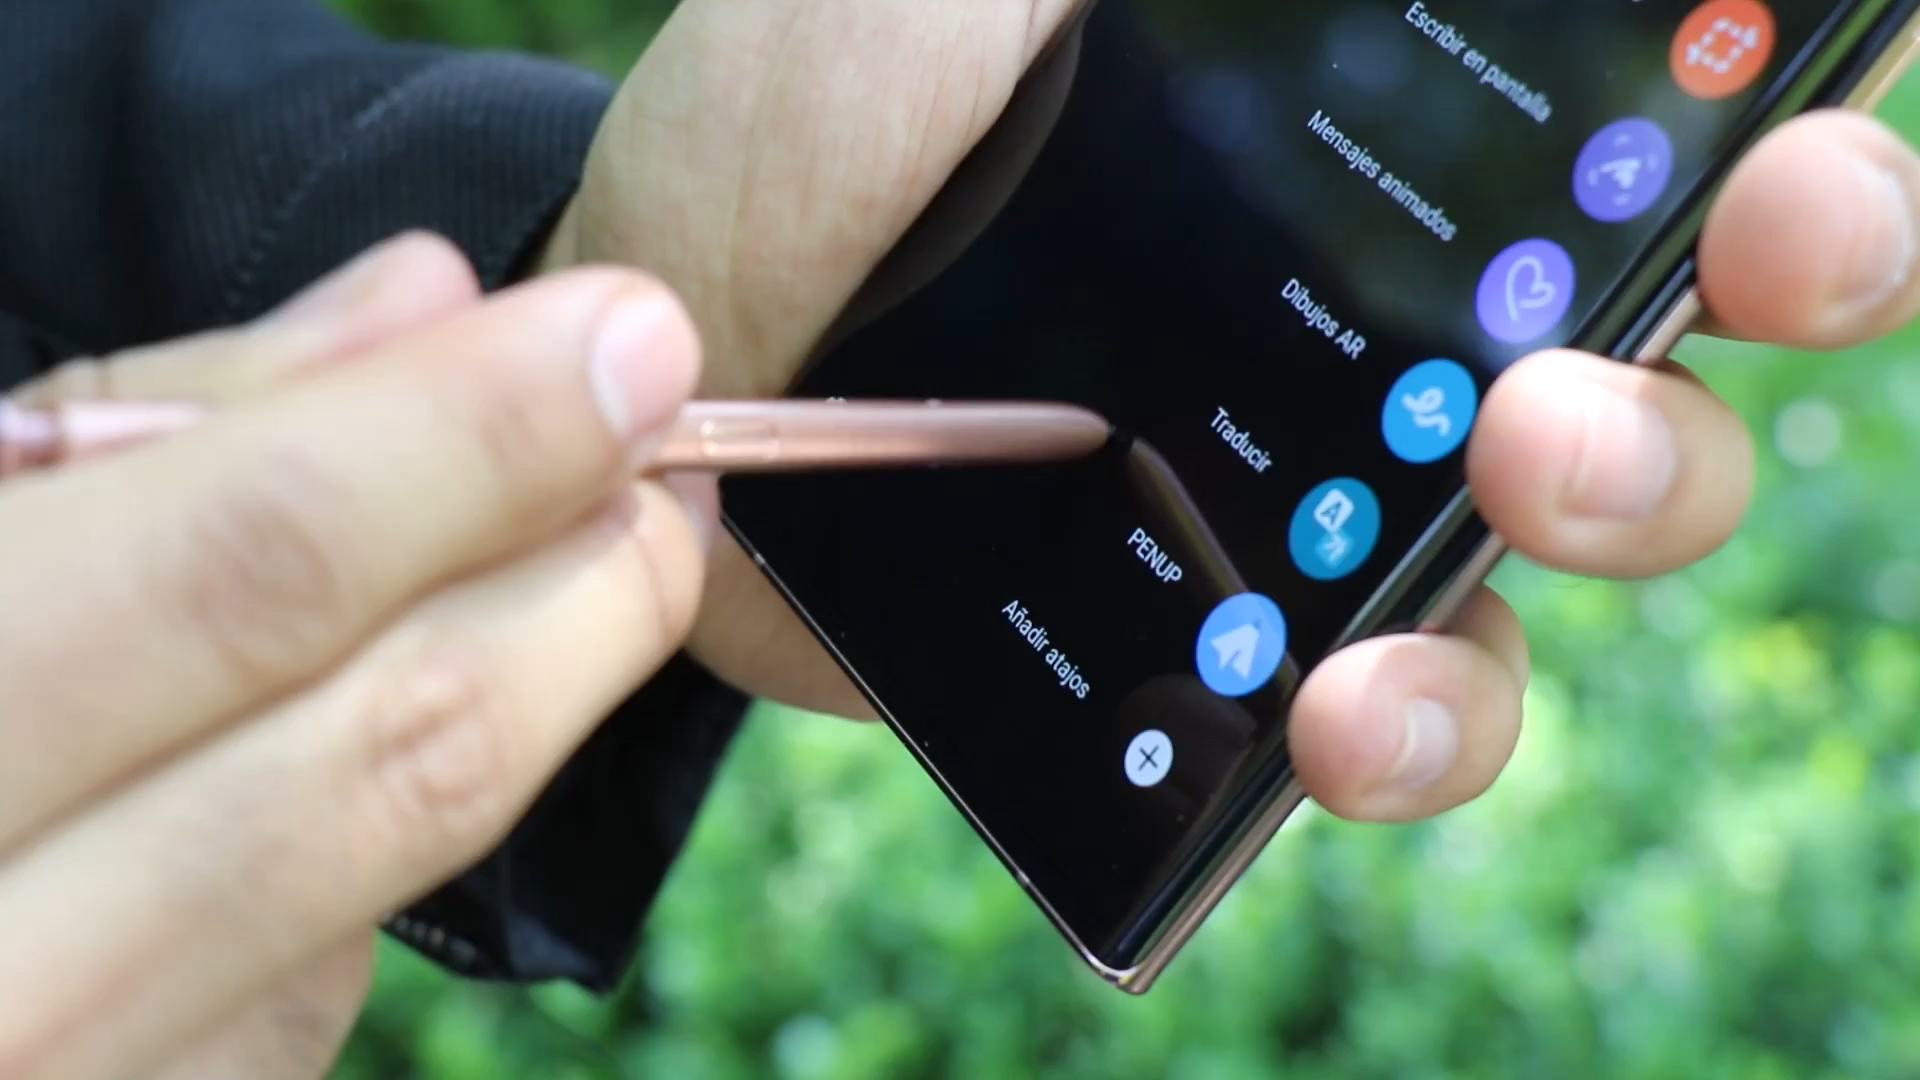 Escribir en pantalla
Mensajes animados
Dibujos AR
Traducir
PENUP
Añadir atajos